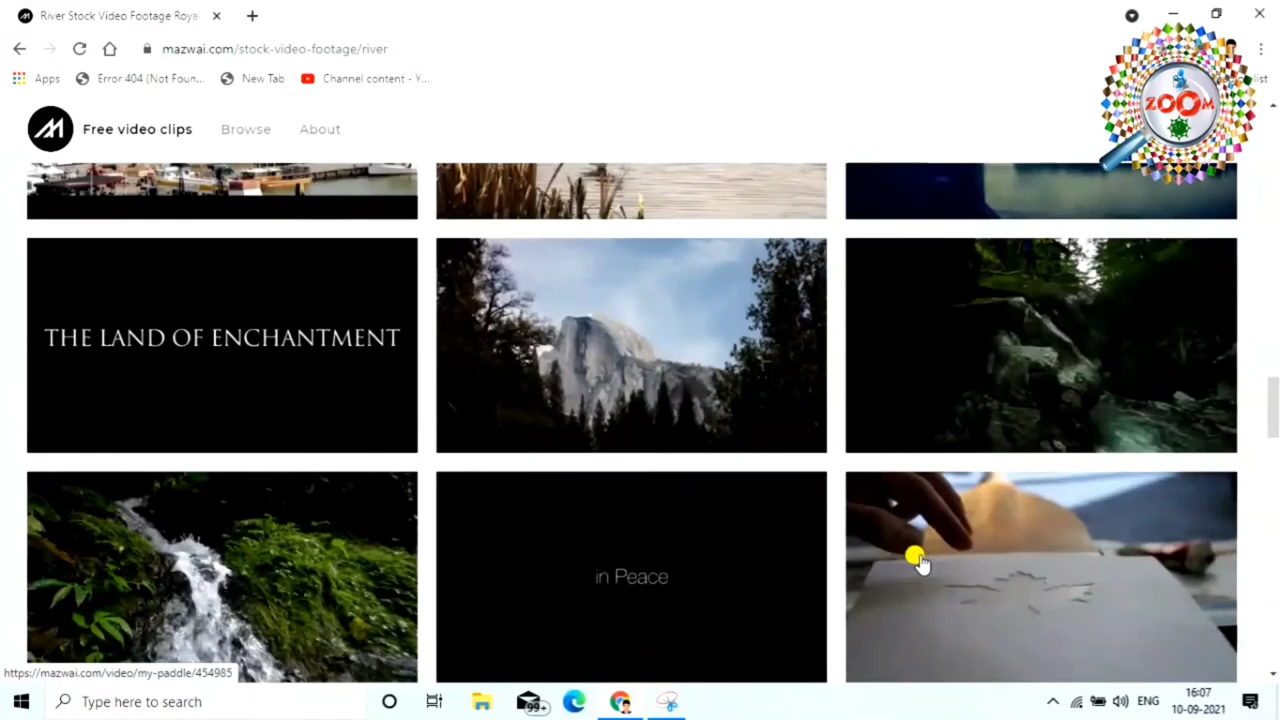 River Stock Video Footage Roya
mazwai.com/stock-video-footage/river
Apps
Error 404 (Not Foun...
New Tab
Channel content - Y...
list
Free video clips
Browse
About
ZOOM
THE LAND OF ENCHANTMENT
in Peace
https://mazwai.com/video/my-paddle/454985
Type here to search
99+
ENG
16:07
10-09-2021